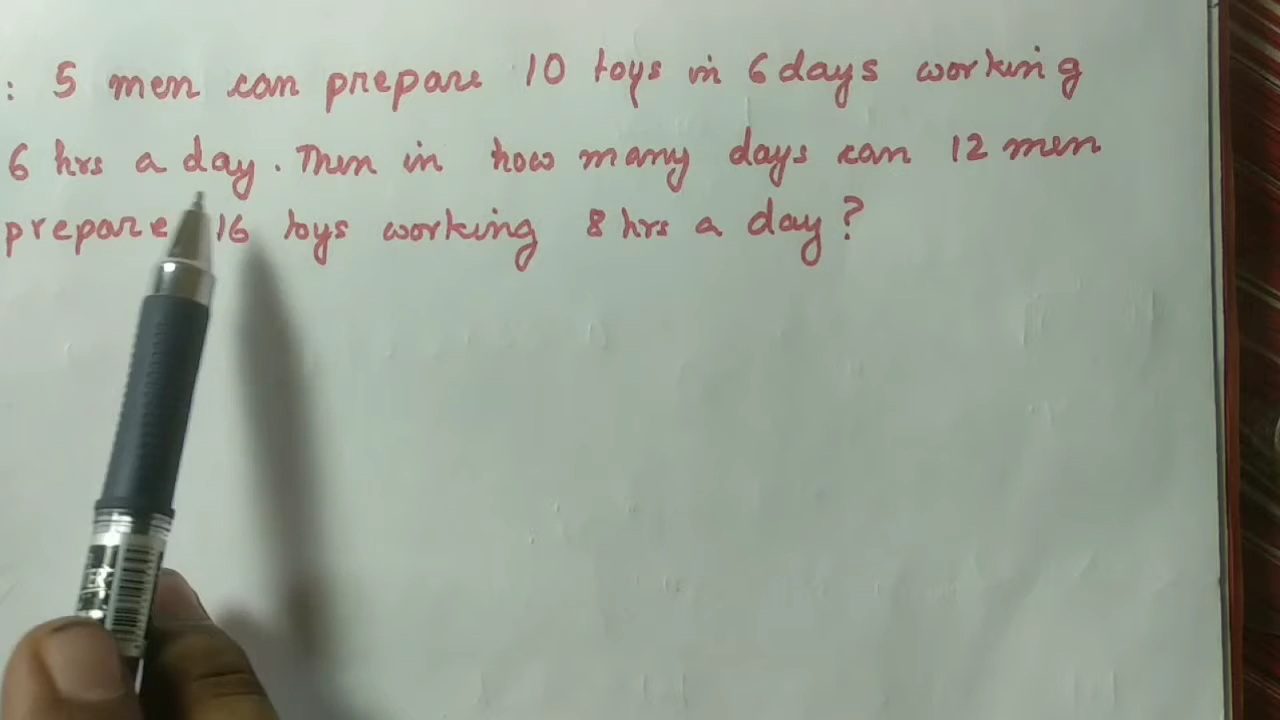 : 5 men can prepare 10 toys in 6 days working
6 hrs a day. Then in how many days can 12 men
prepare 16 toys working 8 hrs a day?